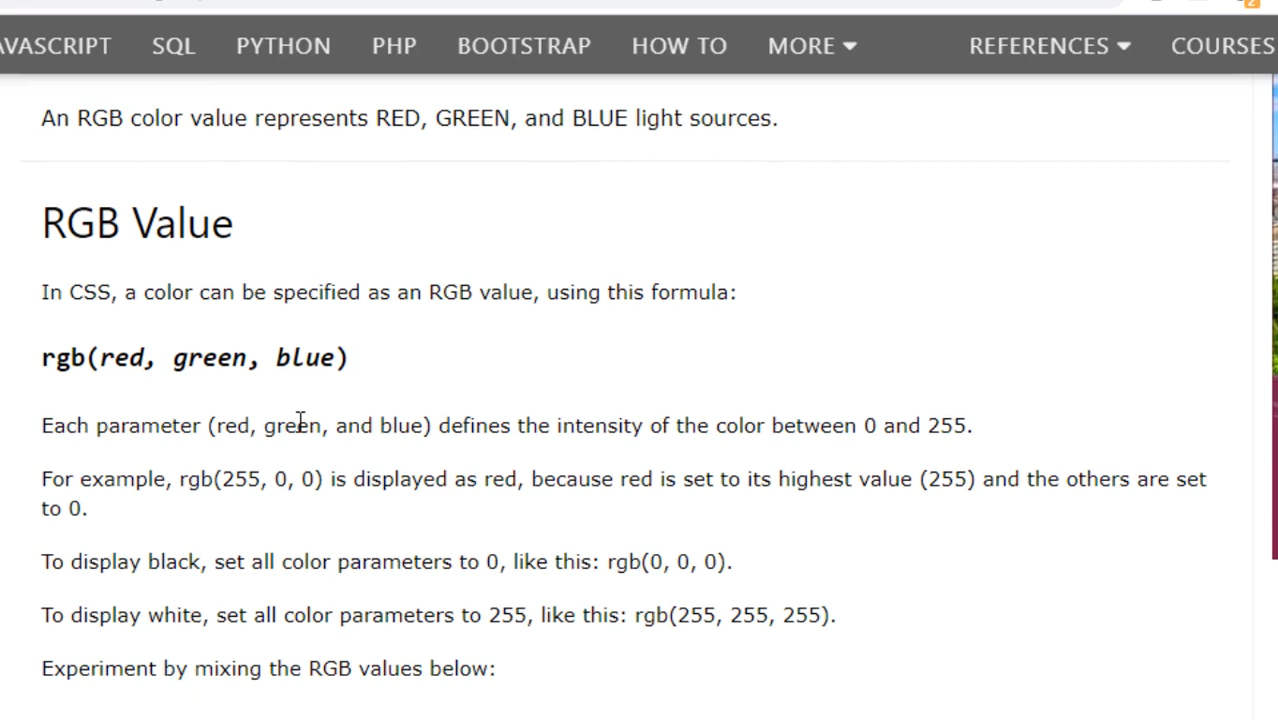 AVASCRIPT SQL PYTHON PHP BOOTSTRAP HOW TO MORE REFERENCES COURSES
An RGB color value represents RED, GREEN, and BLUE light sources.
RGB Value
In CSS, a color can be specified as an RGB value, using this formula:
rgb(red, green, blue)
Each parameter (red, green, and blue) defines the intensity of the color between 0 and 255.
For example, rgb(255, 0, 0) is displayed as red, because red is set to its highest value (255) and the others are set
to 0.
To display black, set all color parameters to 0, like this: rgb(0, 0, 0).
To display white, set all color parameters to 255, like this: rgb(255, 255, 255).
Experiment by mixing the RGB values below: